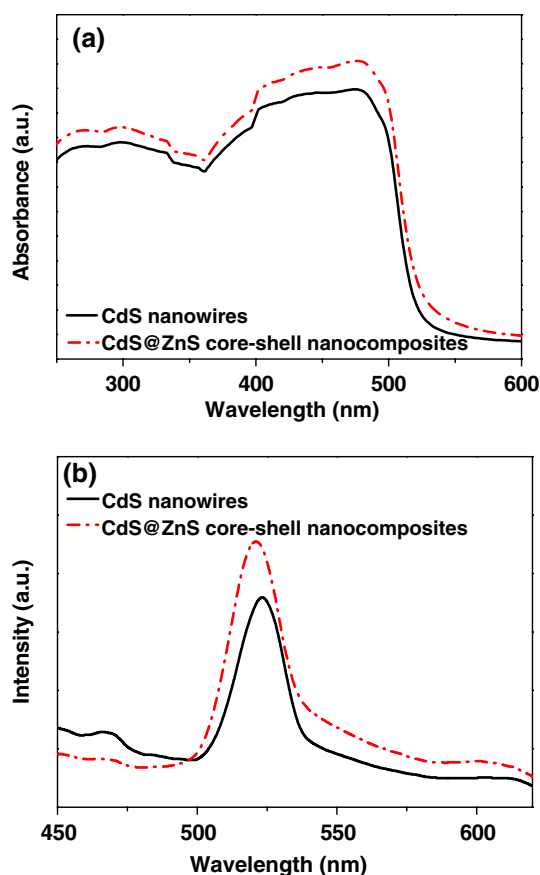 (a)
Absorbance (a.u.)
CdS nanowires
CdS@ZnS core-shell nanocomposites
300 400 500 600
Wavelength (nm)
(b)
CdS nanowires
CdS@ZnS core-shell nanocomposites
Intensity (a.u.)
450 500 550 600
Wavelength (nm)